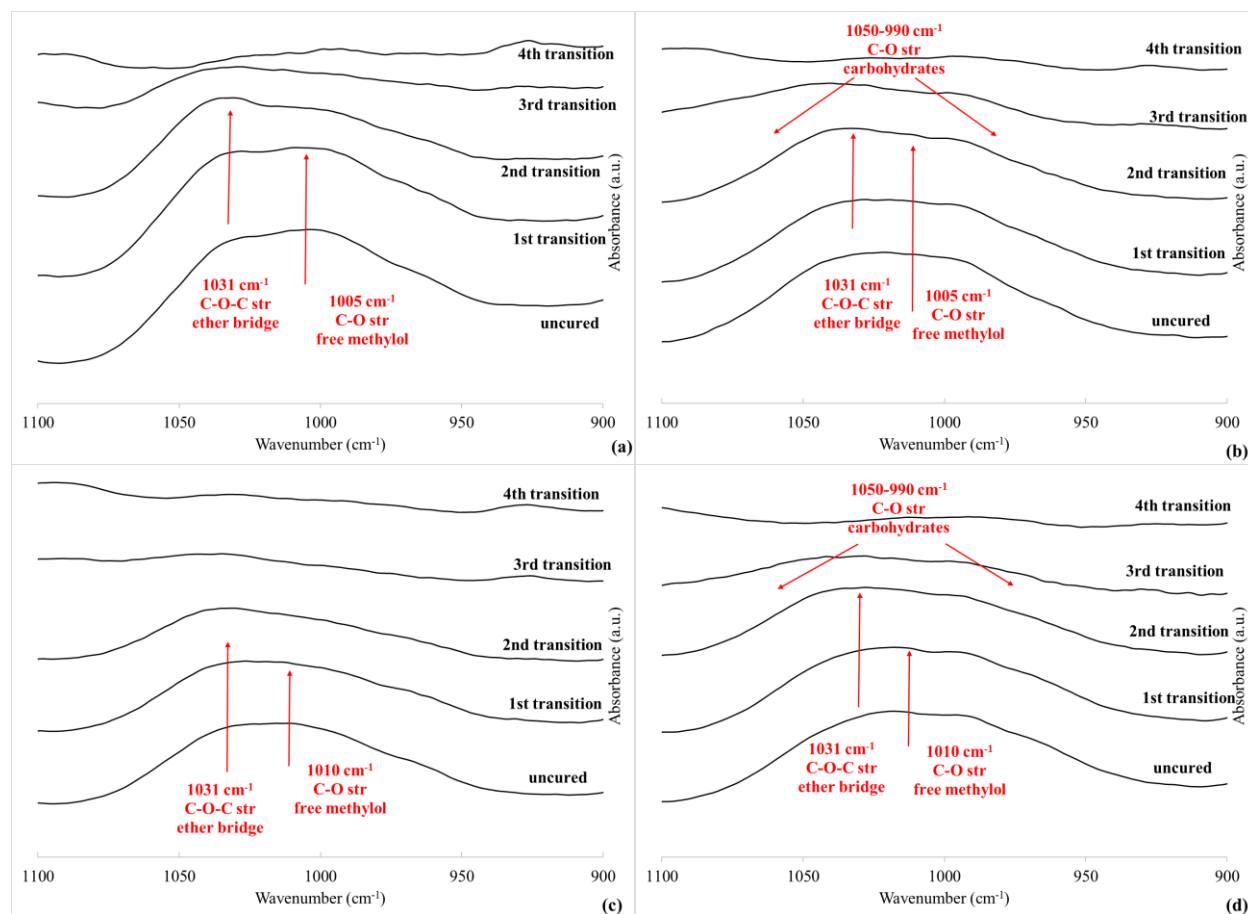 4th transition
3rd transition
2nd transition
1st transition
uncured
1031 cm⁻¹
C-O-C str
ether bridge
1005 cm⁻¹
C-O str
free methylol
1100 1050 1000 950 900
Wavenumber (cm⁻¹)
(a)
1050-990 cm⁻¹
C-O str
carbohydrates
4th transition
3rd transition
2nd transition
1st transition
uncured
1031 cm⁻¹
C-O-C str
ether bridge
1005 cm⁻¹
C-O str
free methylol
Absorbance (a.u.)
1100 1050 1000 950 900
Wavenumber (cm⁻¹)
(b)
4th transition
3rd transition
2nd transition
1st transition
uncured
1031 cm⁻¹
C-O-C str
ether bridge
1010 cm⁻¹
C-O str
free methylol
Absorbance (a.u.)
1100 1050 1000 950 900
Wavenumber (cm⁻¹)
(c)
1050-990 cm⁻¹
C-O str
carbohydrates
4th transition
3rd transition
2nd transition
1st transition
uncured
1031 cm⁻¹
C-O-C str
ether bridge
1010 cm⁻¹
C-O str
free methylol
Absorbance (a.u.)
1100 1050 1000 950 900
Wavenumber (cm⁻¹)
(d)
Absorbance (a.u.)